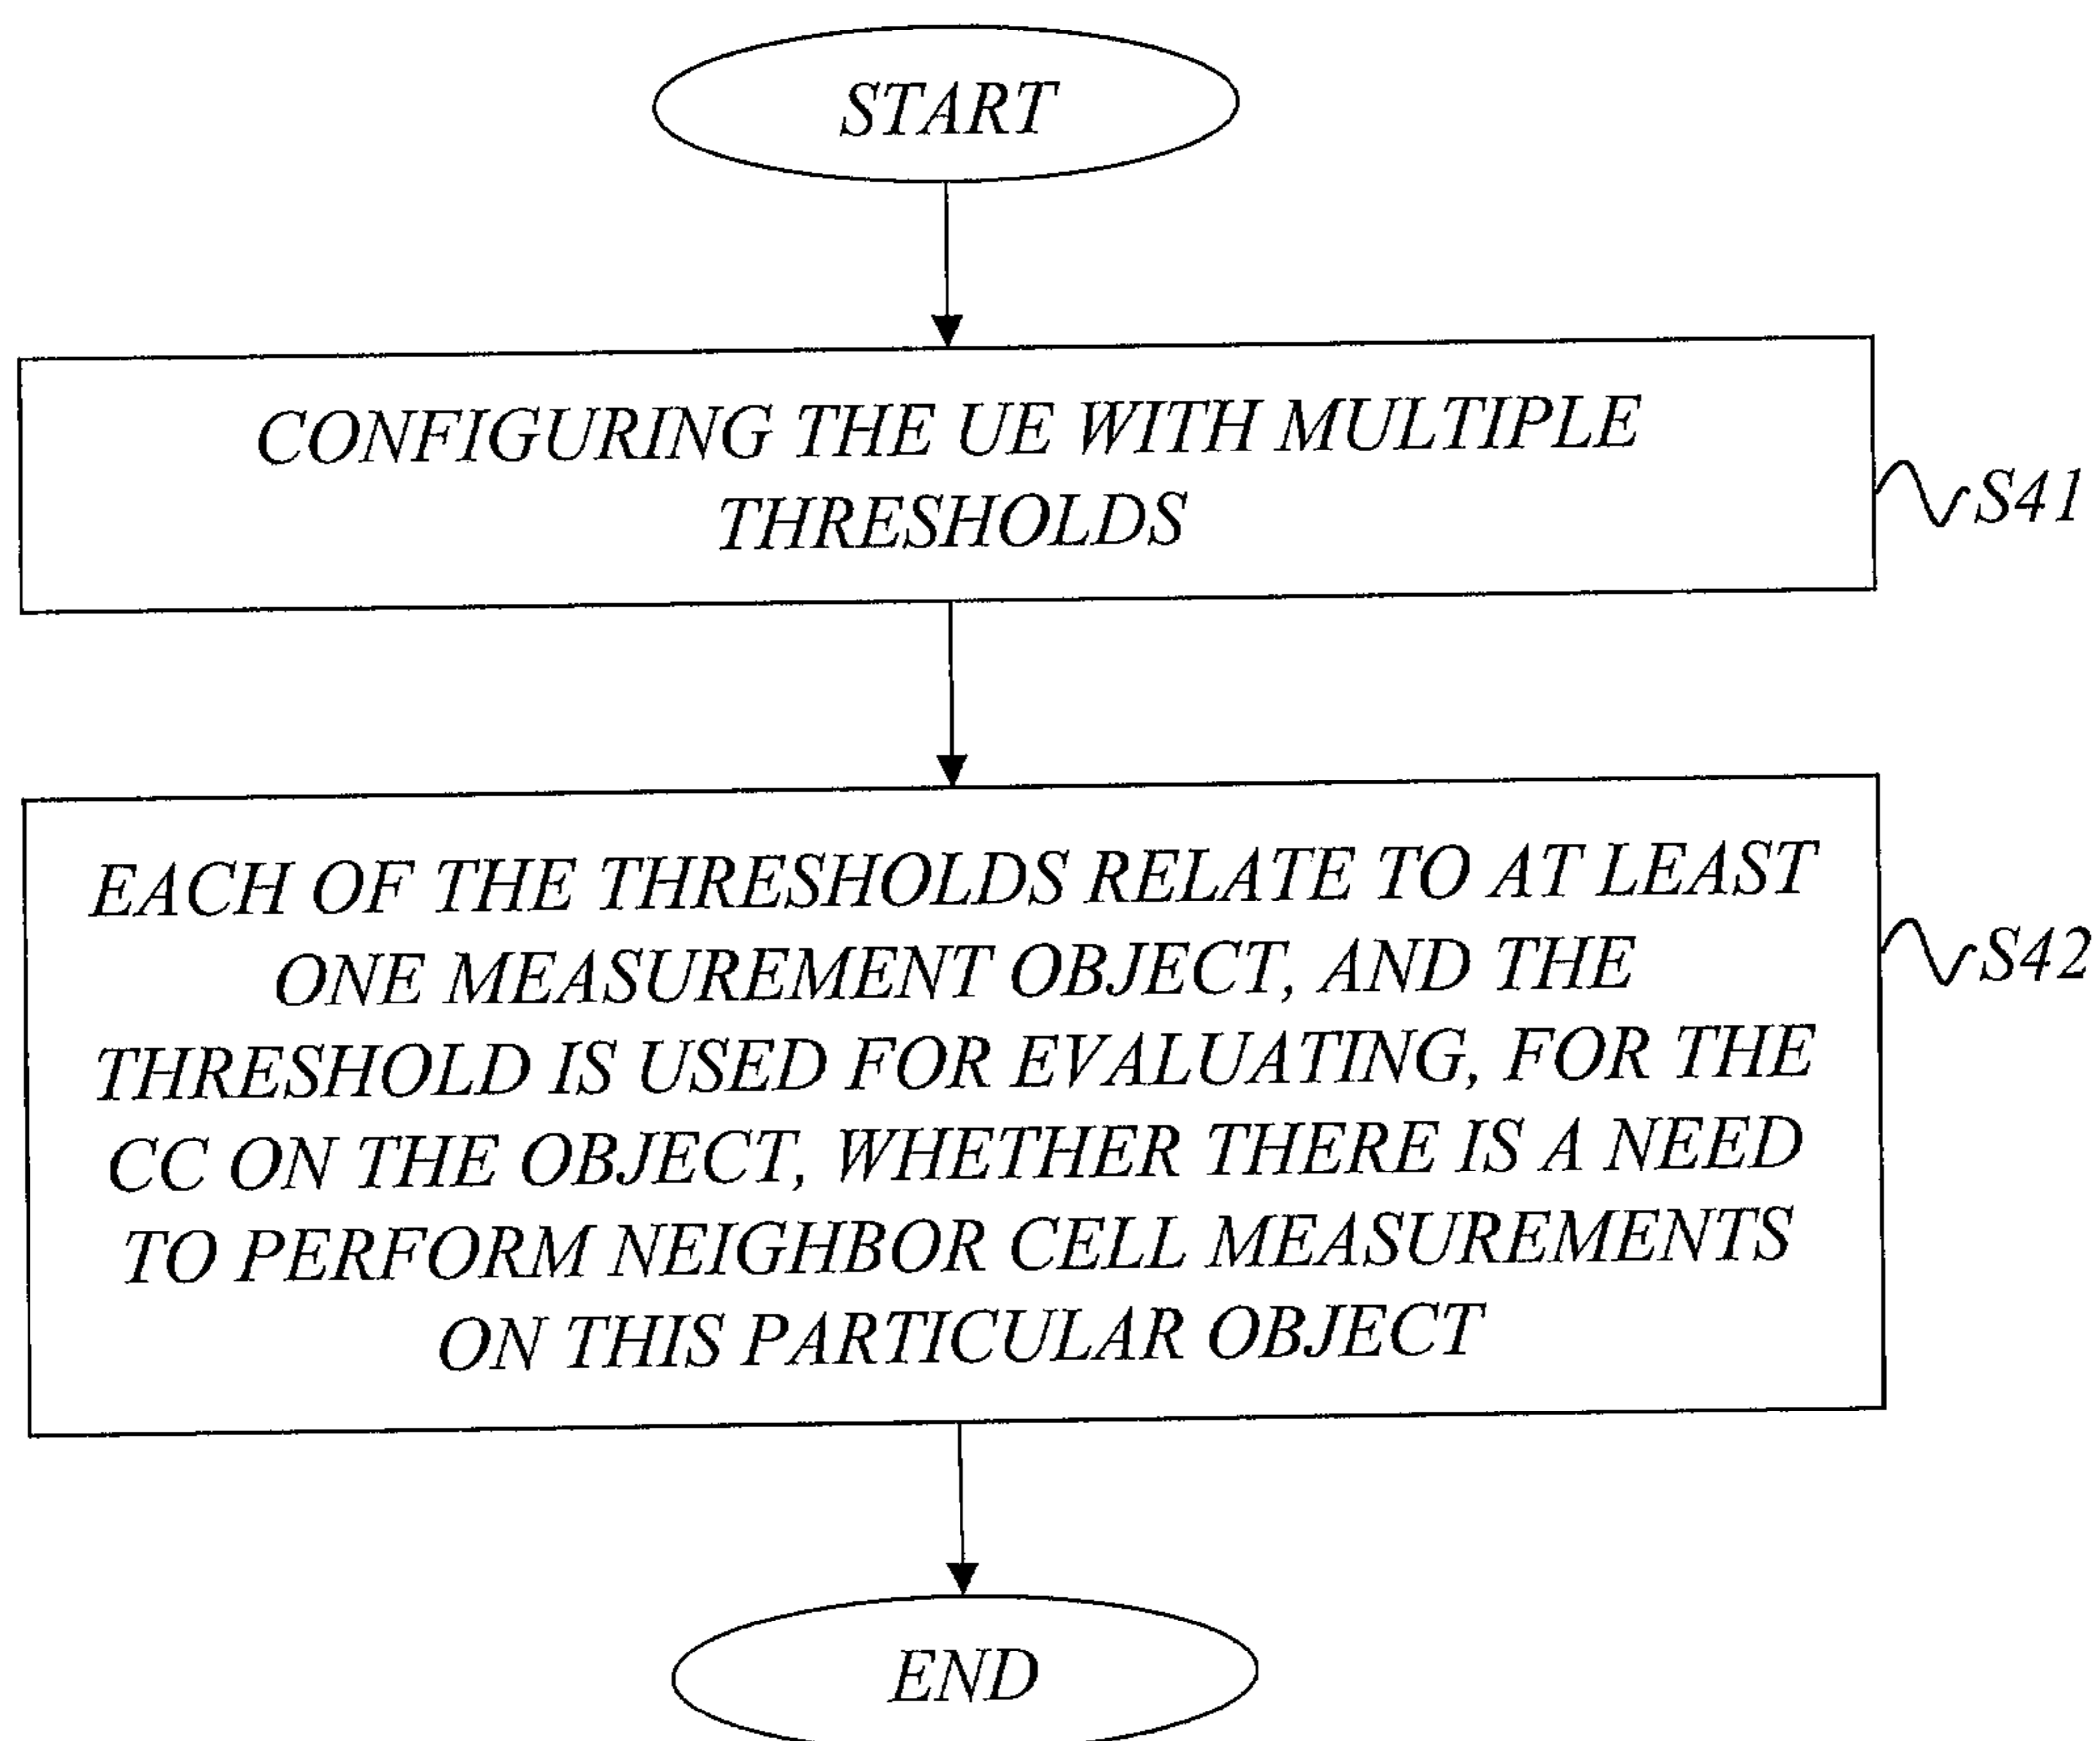 START
CONFIGURING THE UE WITH MULTIPLE
THRESHOLDS
S41
EACH OF THE THRESHOLDS RELATE TO AT LEAST
ONE MEASUREMENT OBJECT, AND THE
THRESHOLD IS USED FOR EVALUATING, FOR THE
CC ON THE OBJECT, WHETHER THERE IS A NEED
TO PERFORM NEIGHBOR CELL MEASUREMENTS
ON THIS PARTICULAR OBJECT
S42
END